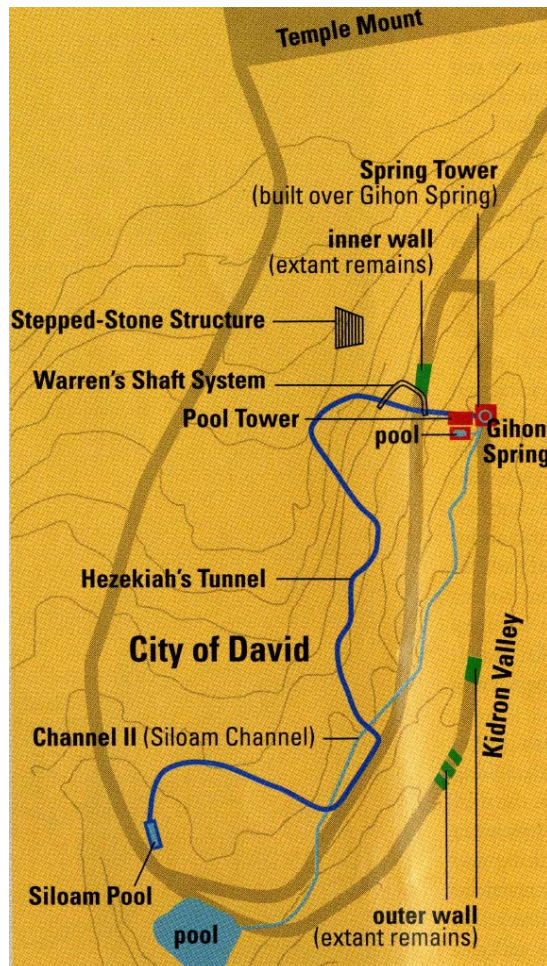 Temple Mount
Spring Tower
(built over Gihon Spring)
inner wall
(extant remains)
Stepped-Stone Structure
Warren's Shaft System
Pool Tower
pool
Gihon
Spring
Hezekiah's Tunnel
City of David
Kidron Valley
Channel II (Siloam Channel)
Siloam Pool
pool
outer wall
(extant remains)